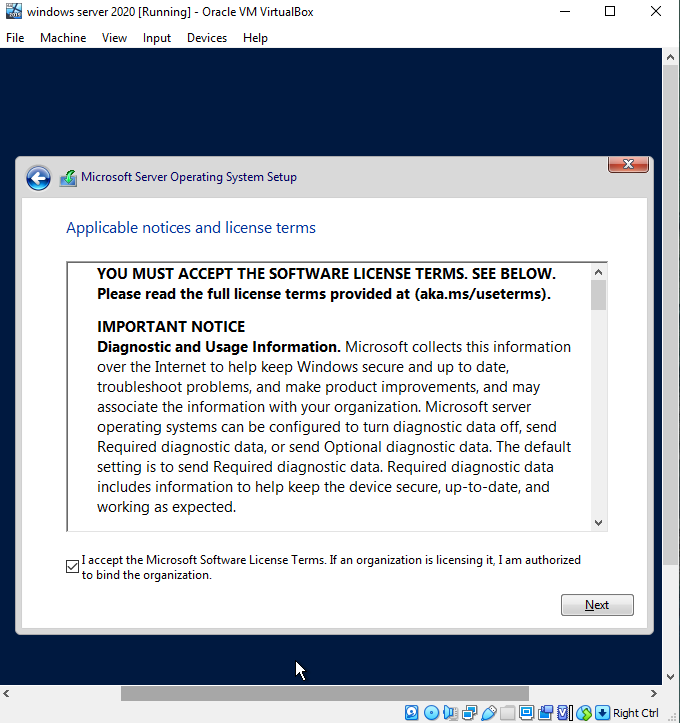 windows server 2020 [Running] - Oracle VM VirtualBox
File Machine View Input Devices Help
Microsoft Server Operating System Setup
Applicable notices and license terms
YOU MUST ACCEPT THE SOFTWARE LICENSE TERMS. SEE BELOW.
Please read the full license terms provided at (aka.ms/useterms).
IMPORTANT NOTICE
Diagnostic and Usage Information. Microsoft collects this information
over the Internet to help keep Windows secure and up to date,
troubleshoot problems, and make product improvements, and may
associate the information with your organization. Microsoft server
operating systems can be configured to turn diagnostic data off, send
Required diagnostic data, or send Optional diagnostic data. The default
setting is to send Required diagnostic data. Required diagnostic data
includes information to help keep the device secure, up-to-date, and
working as expected.
I accept the Microsoft Software License Terms. If an organization is licensing it, I am authorized
to bind the organization.
Next
Right Ctrl